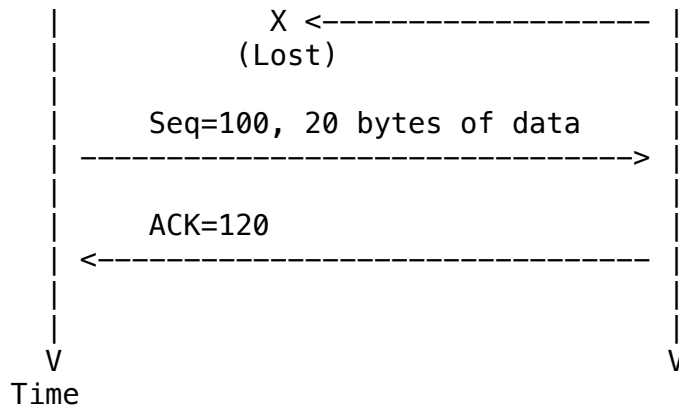 X
(Lost)
Seq=100, 20 bytes of data
ACK=120
V V
Time